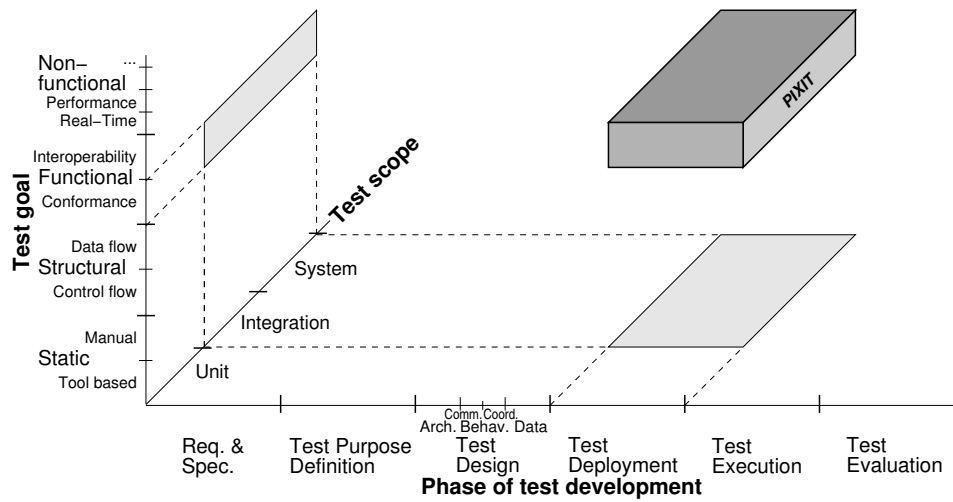 Non−
...
functional
Performance
Real−Time
Interoperability
Functional
Conformance
Data flow
Structural
Control flow
Manual
Static
Tool based
Test goal
Test scope
System
Integration
Unit
PIXIT
Comm. Coord.
Arch. Behav. Data
Req. &
Spec.
Test Purpose
Definition
Test
Design
Test
Deployment
Test
Execution
Test
Evaluation
Phase of test development